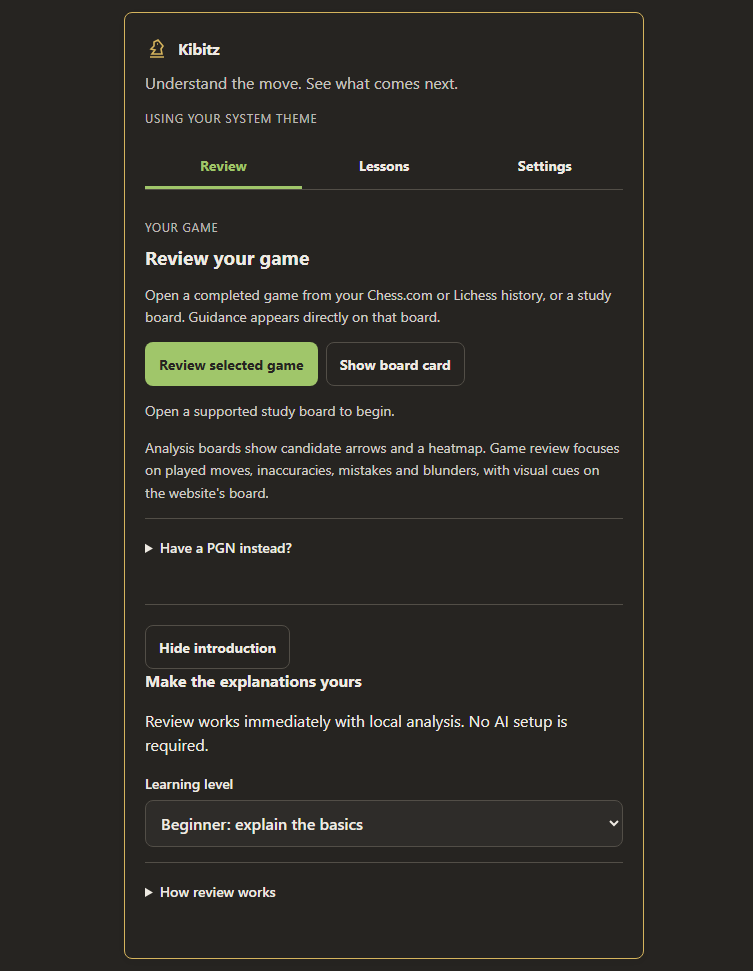 Kibitz
Understand the move. See what comes next.
USING YOUR SYSTEM THEME
Review
Lessons
Settings
YOUR GAME
Review your game
Open a completed game from your Chess.com or Lichess history, or a study
board. Guidance appears directly on that board.
Review selected game
Show board card
Open a supported study board to begin.
Analysis boards show candidate arrows and a heatmap. Game review focuses
on played moves, inaccuracies, mistakes and blunders, with visual cues on
the website's board.
Have a PGN instead?
Hide introduction
Make the explanations yours
Review works immediately with local analysis. No AI setup is
required.
Learning level
Beginner: explain the basics
How review works